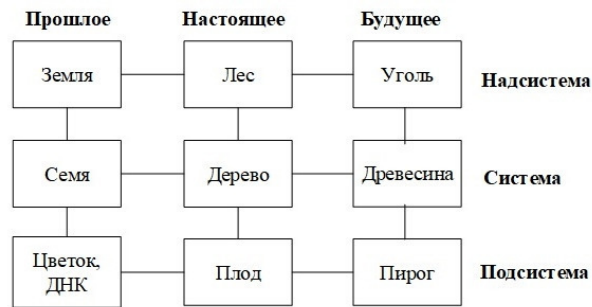 Прошлое Настоящее Будущее
Земля Лес Уголь Надсистема
Семя Дерево Древесина Система
Цветок, ДНК Плод Пирог Подсистема